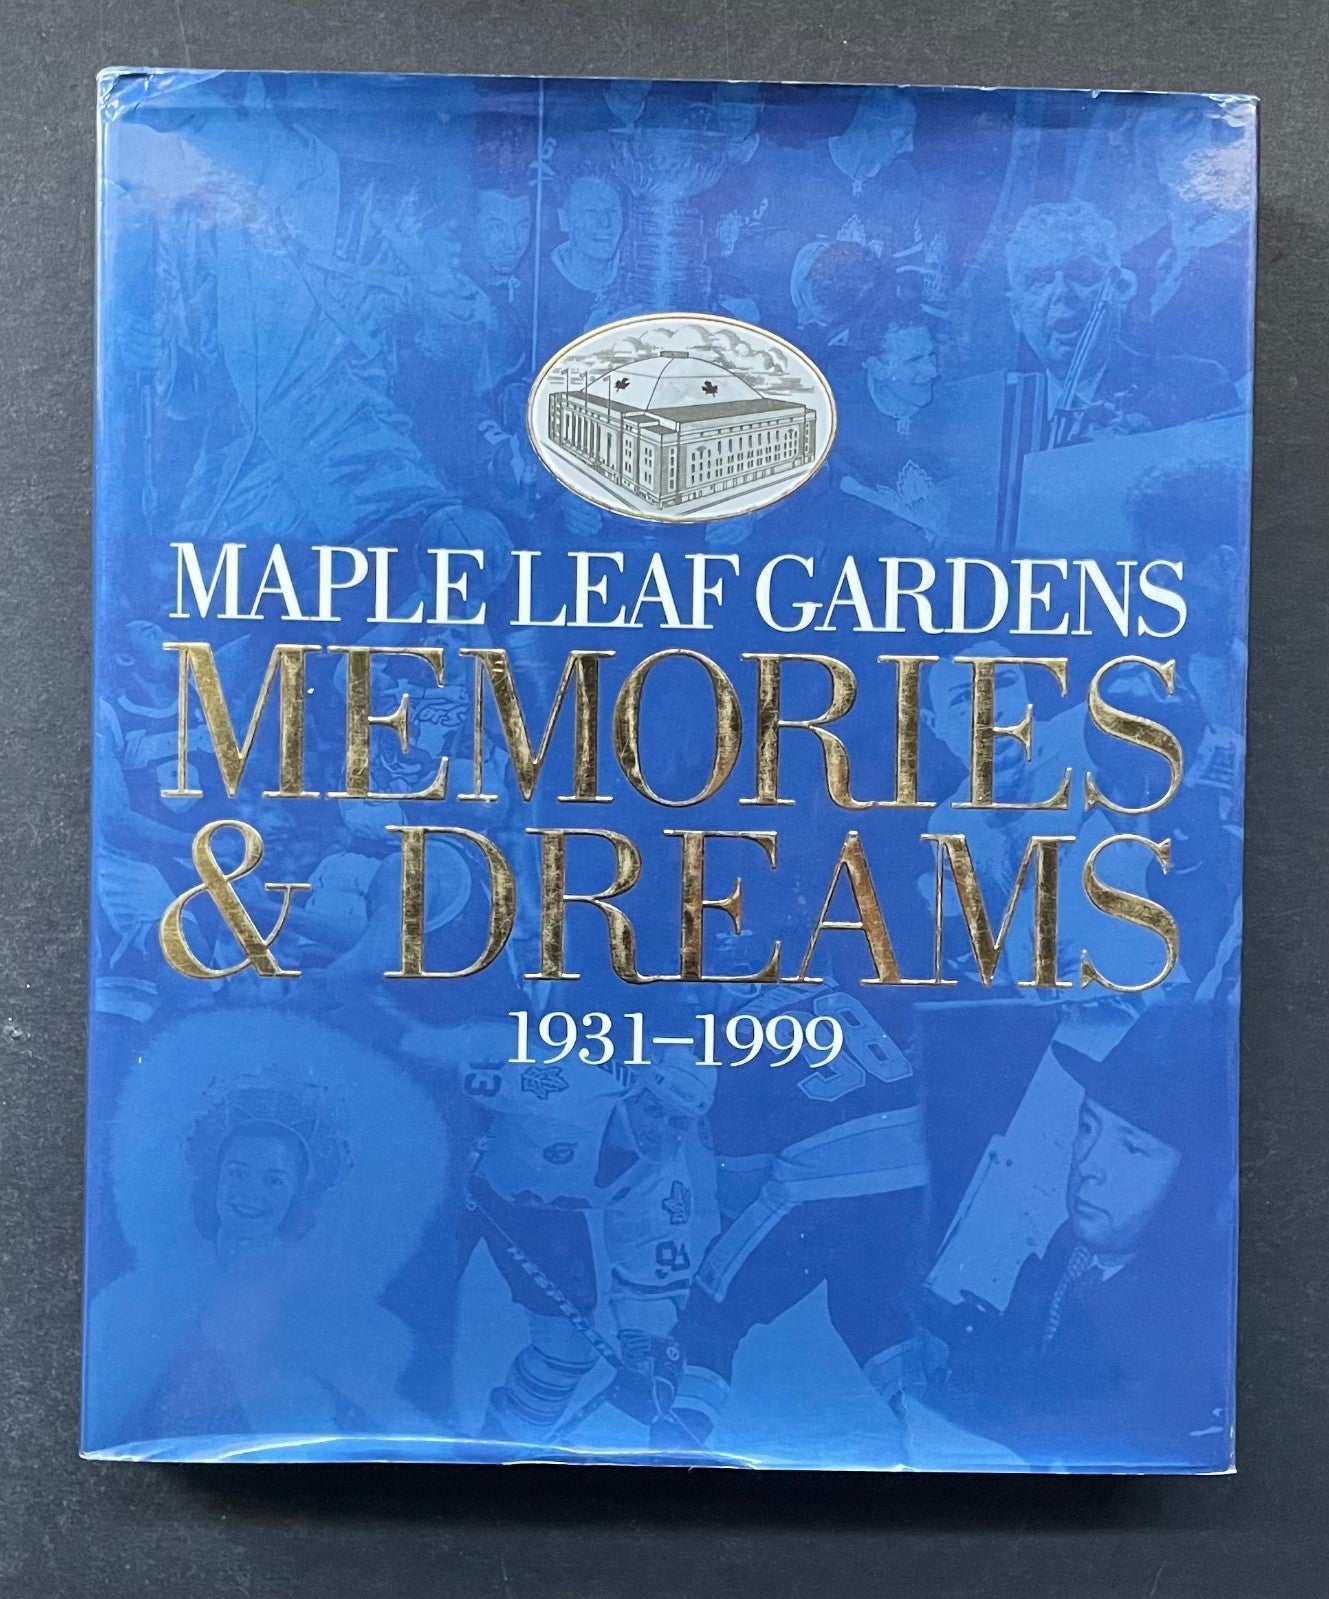 MAPLE LEAF GARDENS
MEMORIES
& DREAMS
1931–1999